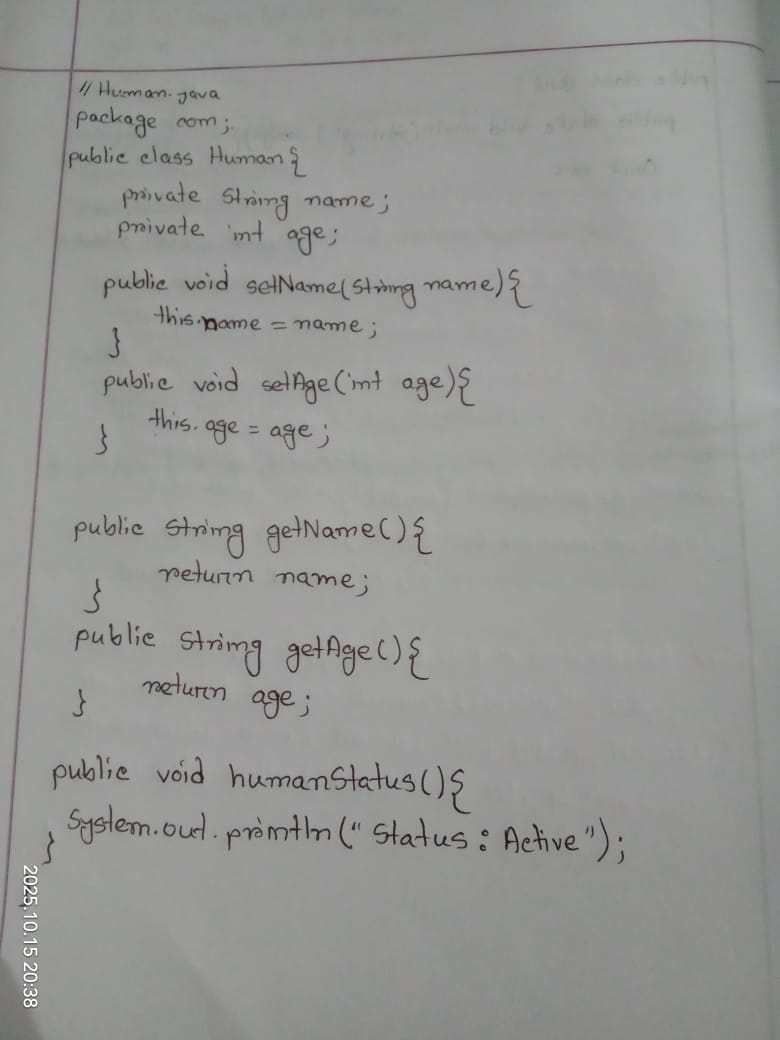 // Human.java
package com;
public class Human{
private String name;
private int age;
public void setName(String name){
this.name = name;
}
public void setAge(int age){
this.age = age;
}
public String getName(){
return name;
}
public String getAge(){
return age;
}
public void humanStatus(){
System.out.println("Status: Active");
}
2025.10.15 20:38